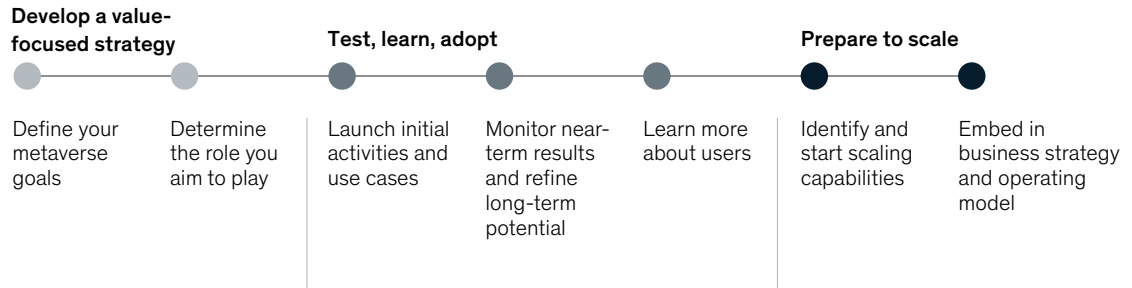 Develop a value-
focused strategy
Define your
metaverse
goals
Determine
the role you
aim to play
Test, learn, adopt
Launch initial
activities and
use cases
Monitor near-
term results
and refine
long-term
potential
Learn more
about users
Prepare to scale
Identify and
start scaling
capabilities
Embed in
business strategy
and operating
model